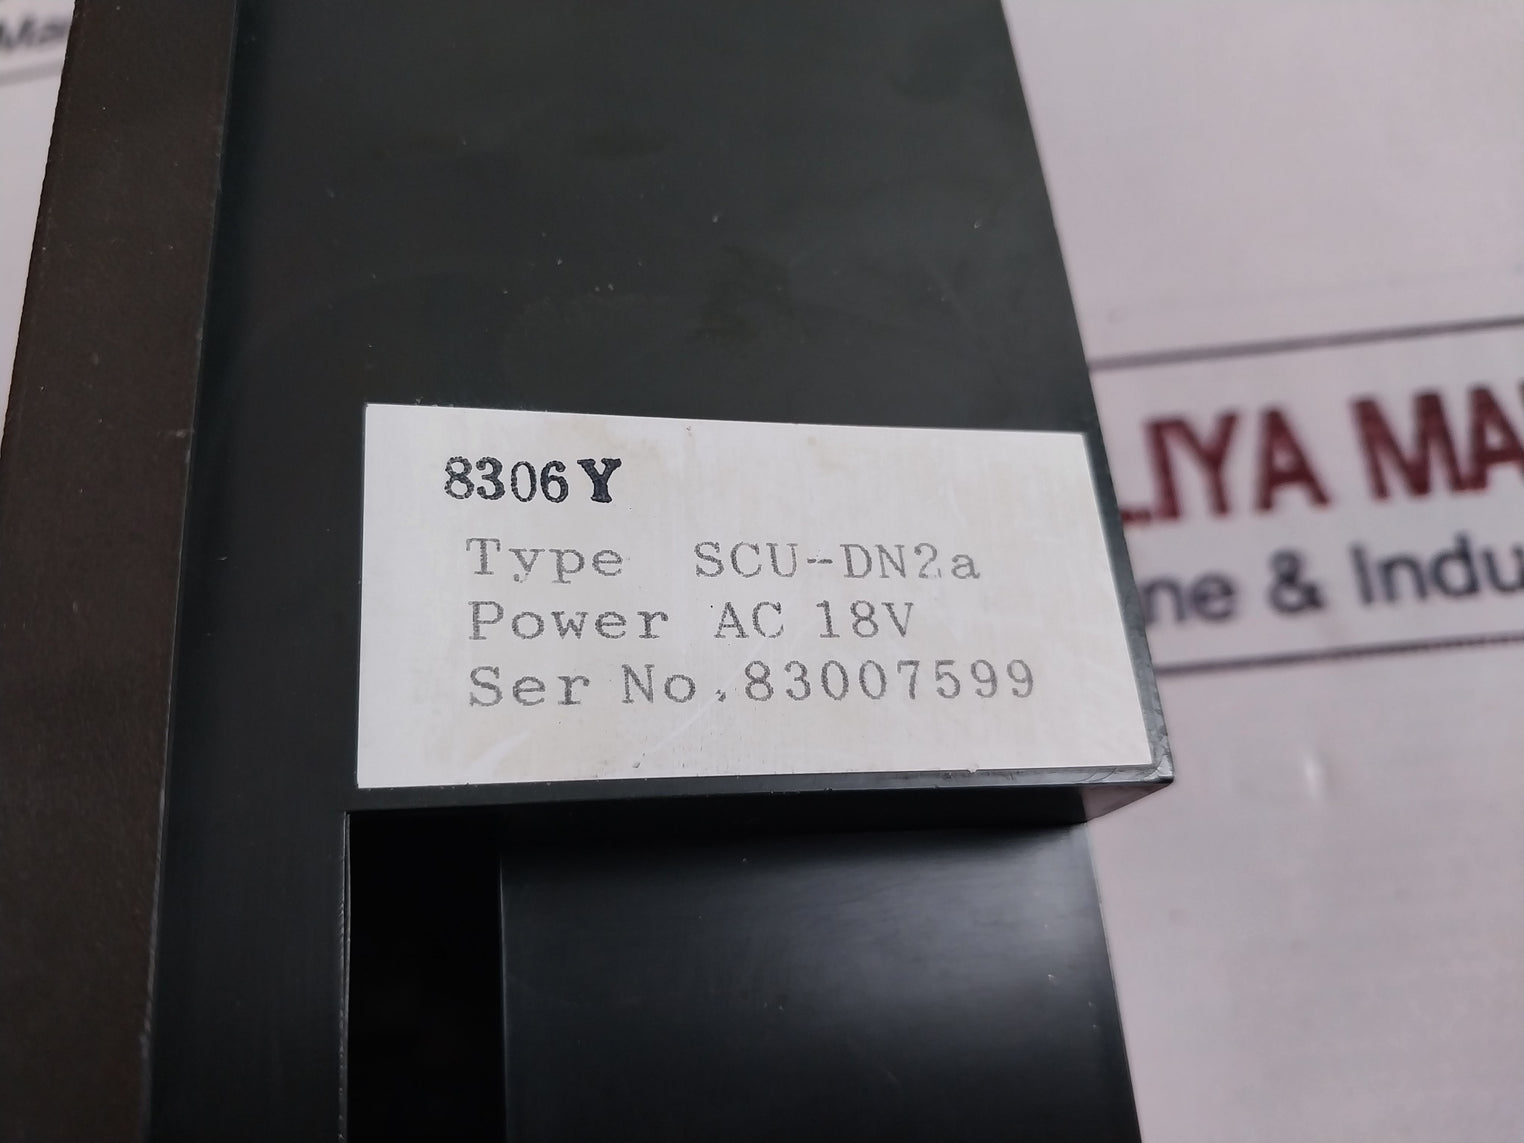 8306Y
Type SCU-DN2a
Power AC 18V
Ser No.83007599
LIYA MA
ne & Indu